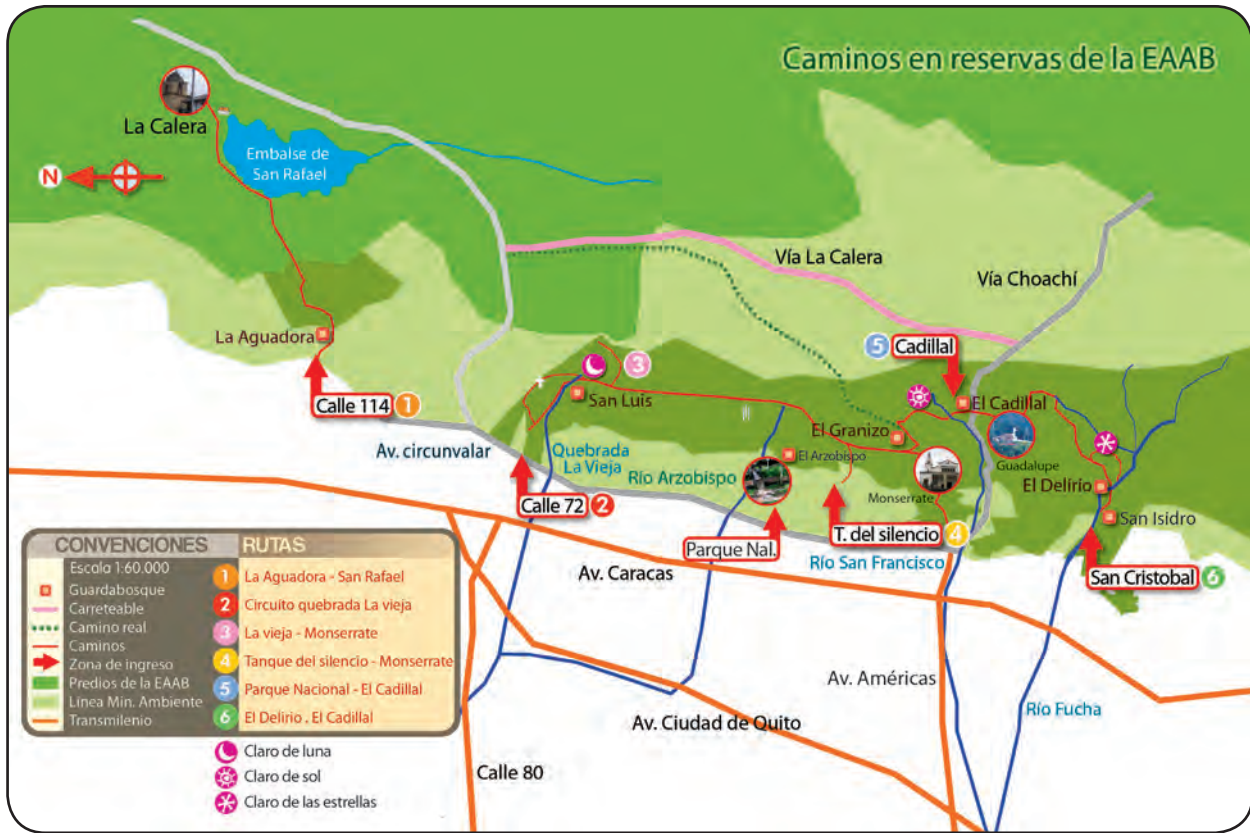 Caminos en reservas de la EAAB
La Calera
Embalse de
San Rafael
N
Vía La Calera
Vía Choachí
La Aguadora
5 Cadillal
3
Calle 114 1
San Luis
El Cadillal
El Granizo
Guadalupe
Av. circunvalar
Quebrada
La Vieja
El Arzobispo
Río Arzobispo
Monserrate
El Delírio
Calle 72 2
San Isidro
T. del silencio 4
Parque Nal.
Río San Francisco
San Cristobal 6
Av. Caracas
Av. Américas
Río Fucha
Av. Ciudad de Quito
Calle 80
CONVENCIONES
Escala 1:60.000
Guardabosque
Carreteable
Camino real
Caminos
Zona de ingreso
Predios de la EAAB
Linea Min. Ambiente
Transmilenio
RUTAS
1 La Aguadora - San Rafael
2 Circuito quebrada La vieja
3 La vieja - Monserrate
4 Tanque del silencio - Monserrate
5 Parque Nacional - El Cadillal
6 El Delirio . El Cadillal
Claro de luna
Claro de sol
Claro de las estrellas